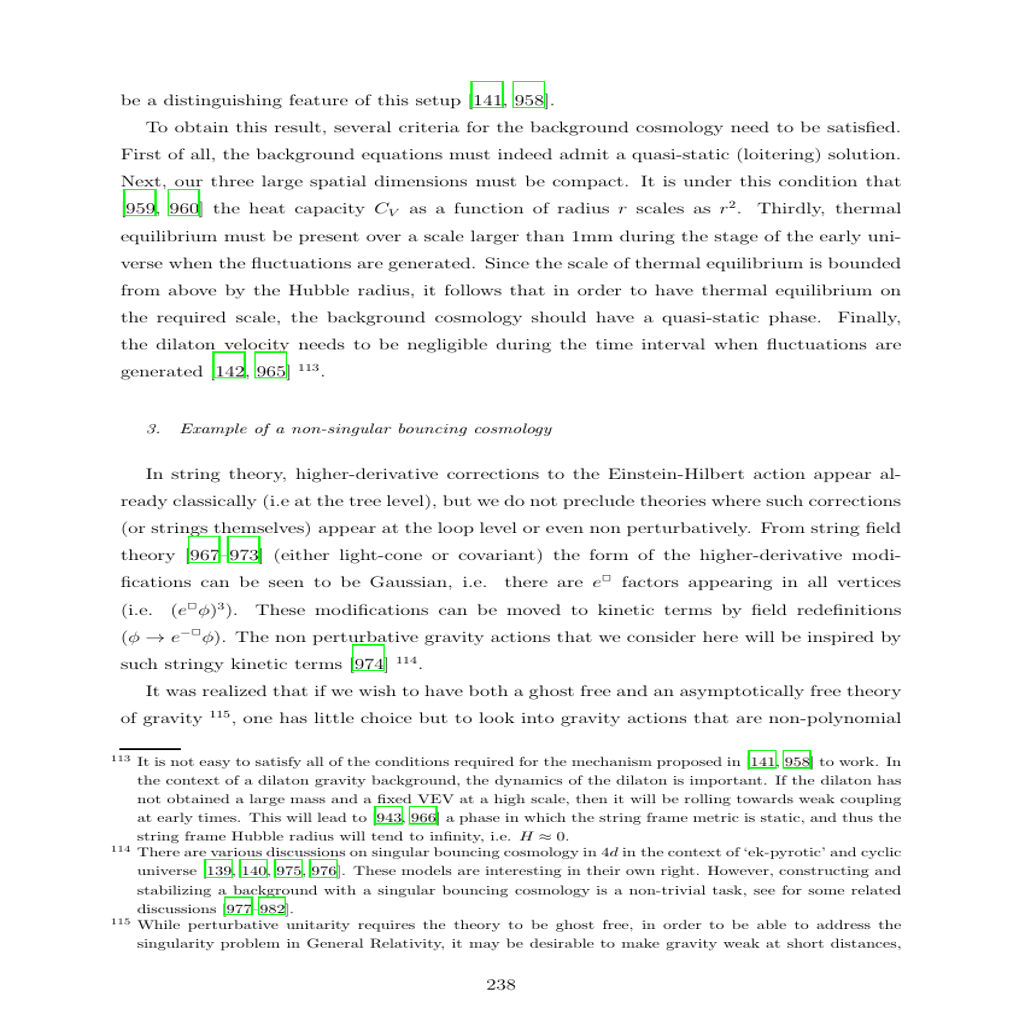 be a distinguishing feature of this setup [141, 958].
To obtain this result, several criteria for the background cosmology need to be satisfied.
First of all, the background equations must indeed admit a quasi-static (loitering) solution.
Next, our three large spatial dimensions must be compact. It is under this condition that
[959, 960] the heat capacity C_V as a function of radius r scales as r². Thirdly, thermal
equilibrium must be present over a scale larger than 1mm during the stage of the early uni-
verse when the fluctuations are generated. Since the scale of thermal equilibrium is bounded
from above by the Hubble radius, it follows that in order to have thermal equilibrium on
the required scale, the background cosmology should have a quasi-static phase. Finally,
the dilaton velocity needs to be negligible during the time interval when fluctuations are
generated [142, 965] ¹¹³.
3. Example of a non-singular bouncing cosmology
In string theory, higher-derivative corrections to the Einstein-Hilbert action appear al-
ready classically (i.e at the tree level), but we do not preclude theories where such corrections
(or strings themselves) appear at the loop level or even non perturbatively. From string field
theory [967–973] (either light-cone or covariant) the form of the higher-derivative modi-
fications can be seen to be Gaussian, i.e. there are e^□ factors appearing in all vertices
(i.e. (e^□ϕ)³). These modifications can be moved to kinetic terms by field redefinitions
(ϕ → e^{−□}ϕ). The non perturbative gravity actions that we consider here will be inspired by
such stringy kinetic terms [974] ¹¹⁴.
It was realized that if we wish to have both a ghost free and an asymptotically free theory
of gravity ¹¹⁵, one has little choice but to look into gravity actions that are non-polynomial
¹¹³ It is not easy to satisfy all of the conditions required for the mechanism proposed in [141, 958] to work. In
the context of a dilaton gravity background, the dynamics of the dilaton is important. If the dilaton has
not obtained a large mass and a fixed VEV at a high scale, then it will be rolling towards weak coupling
at early times. This will lead to [943, 966] a phase in which the string frame metric is static, and thus the
string frame Hubble radius will tend to infinity, i.e. H ≈ 0.
¹¹⁴ There are various discussions on singular bouncing cosmology in 4d in the context of ‘ek-pyrotic’ and cyclic
universe [139, 140, 975, 976]. These models are interesting in their own right. However, constructing and
stabilizing a background with a singular bouncing cosmology is a non-trivial task, see for some related
discussions [977–982].
¹¹⁵ While perturbative unitarity requires the theory to be ghost free, in order to be able to address the
singularity problem in General Relativity, it may be desirable to make gravity weak at short distances,
238